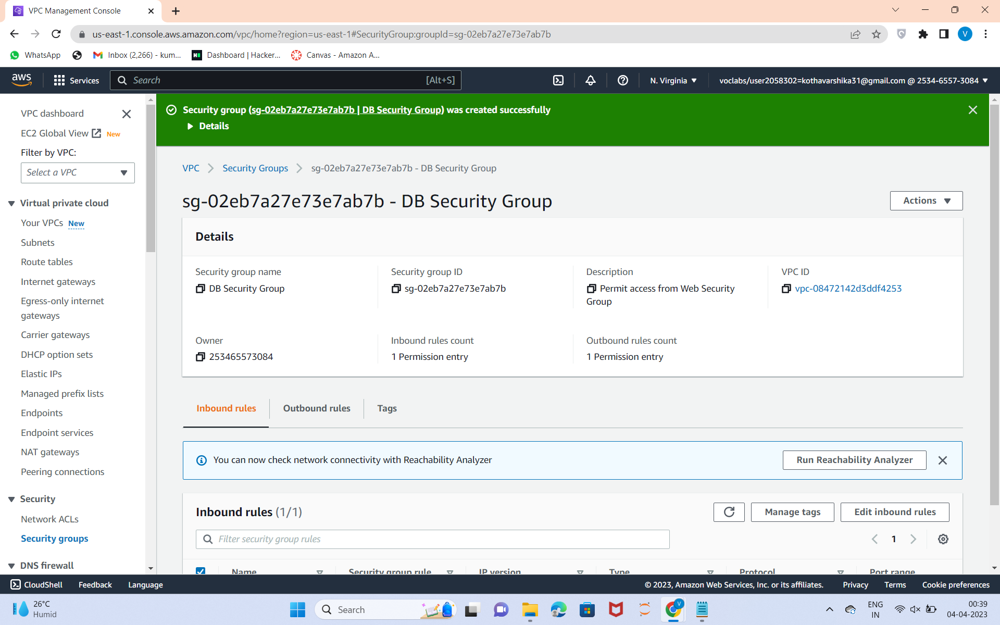 VPC Management Console
us-east-1.console.aws.amazon.com/vpc/home?region=us-east-1#SecurityGroup:groupId=sg-02eb7a27e73e7ab7b
V
WhatsApp
Inbox (2,266) - kum...
Dashboard | Hacker...
Canvas - Amazon A...
aws
Services
Search
[Alt+S]
N. Virginia
voclabs/user2058302=kothavarshika31@gmail.com @ 2534-6557-3084
VPC dashboard
EC2 Global View New
Filter by VPC:
Select a VPC
Virtual private cloud
Your VPCs New
Subnets
Route tables
Internet gateways
Egress-only internet
gateways
Carrier gateways
DHCP option sets
Elastic IPs
Managed prefix lists
Endpoints
Endpoint services
NAT gateways
Peering connections
Security
Network ACLs
Security groups
DNS firewall
Security group (sg-02eb7a27e73e7ab7b | DB Security Group) was created successfully
Details
VPC
Security Groups
sg-02eb7a27e73e7ab7b - DB Security Group
sg-02eb7a27e73e7ab7b - DB Security Group
Actions
Details
Security group name
DB Security Group
Security group ID
sg-02eb7a27e73e7ab7b
Description
Permit access from Web Security
Group
VPC ID
vpc-08472142d3ddf4253
Owner
253465573084
Inbound rules count
1 Permission entry
Outbound rules count
1 Permission entry
Inbound rules
Outbound rules
Tags
You can now check network connectivity with Reachability Analyzer
Run Reachability Analyzer
Inbound rules (1/1)
Manage tags
Edit inbound rules
Filter security group rules
1
Name
Security group rule
IP version
Type
Protocol
Port range
CloudShell
Feedback
Language
© 2023, Amazon Web Services, Inc. or its affiliates.
Privacy
Terms
Cookie preferences
26°C
Humid
Search
V
ENG
IN
00:39
04-04-2023